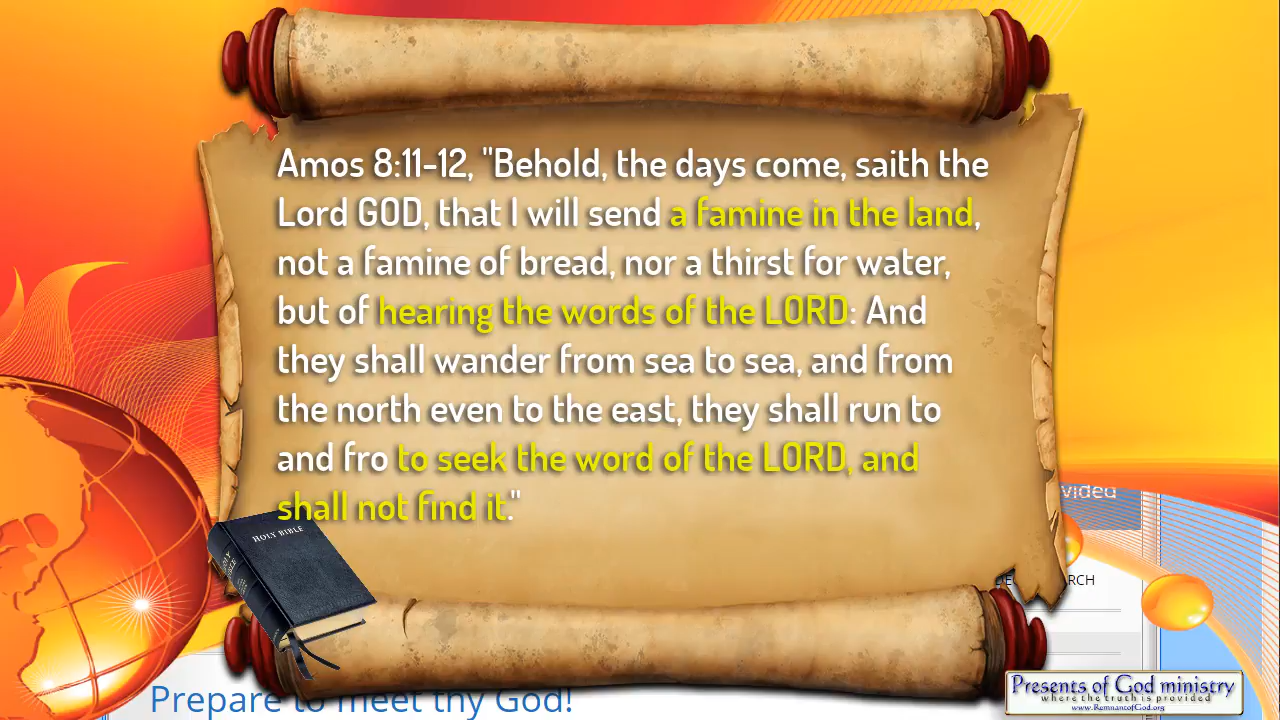 Amos 8:11-12, "Behold, the days come, saith the
Lord GOD, that I will send a famine in the land,
not a famine of bread, nor a thirst for water,
but of hearing the words of the LORD: And
they shall wander from sea to sea, and from
the north even to the east, they shall run to
and fro to seek the word of the LORD, and
shall not find it."
vided
HOLY BIBLE
HOLY
BIBLE
RCH
Prepare to meet thy God!
Presents of God ministry
where the truth is provided
www.RemnantofGod.org